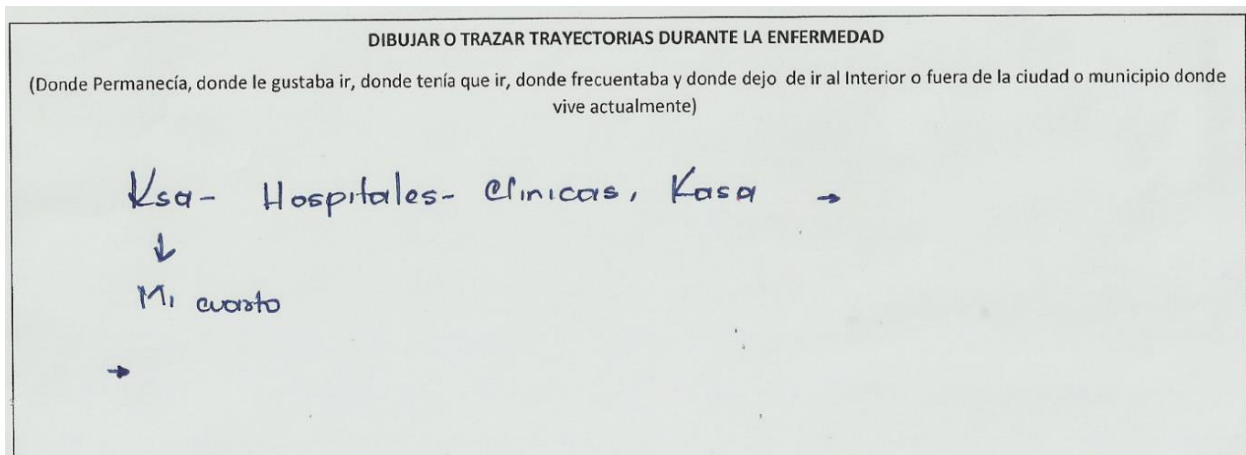 DIBUJAR O TRAZAR TRAYECTORIAS DURANTE LA ENFERMEDAD
(Donde Permanecía, donde le gustaba ir, donde tenía que ir, donde frecuentaba y donde dejo de ir al Interior o fuera de la ciudad o municipio donde
vive actualmente)
Ksa- Hospitales- Clinicas, Kasa →
↓
Mi cuarto
→